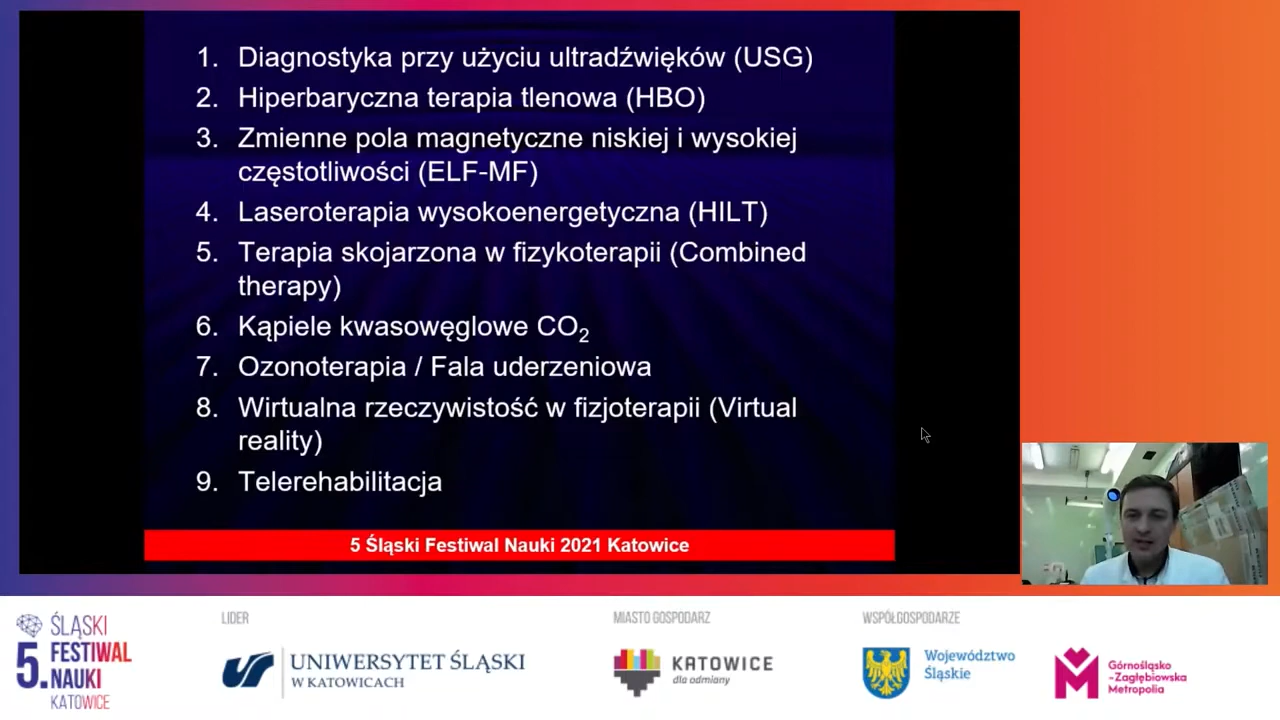 1. Diagnostyka przy użyciu ultradźwięków (USG)
2. Hiperbaryczna terapia tlenowa (HBO)
3. Zmienne pola magnetyczne niskiej i wysokiej
częstotliwości (ELF-MF)
4. Laseroterapia wysokoenergetyczna (HILT)
5. Terapia skojarzona w fizykoterapii (Combined
therapy)
6. Kąpiele kwasowęglowe CO₂
7. Ozonoterapia / Fala uderzeniowa
8. Wirtualna rzeczywistość w fizjoterapii (Virtual
reality)
9. Telerehabilitacja
5 Śląski Festiwal Nauki 2021 Katowice
5. ŚLĄSKI
FESTIWAL
NAUKI
KATOWICE
LIDER
UNIWERSYTET ŚLĄSKI
W KATOWICACH
MIASTO GOSPODARZ
KATOWICE
dla odmiany
WSPÓŁGOSPODARZE
Województwo
Śląskie
Górnośląsko
-Zagłębiowska
Metropolia